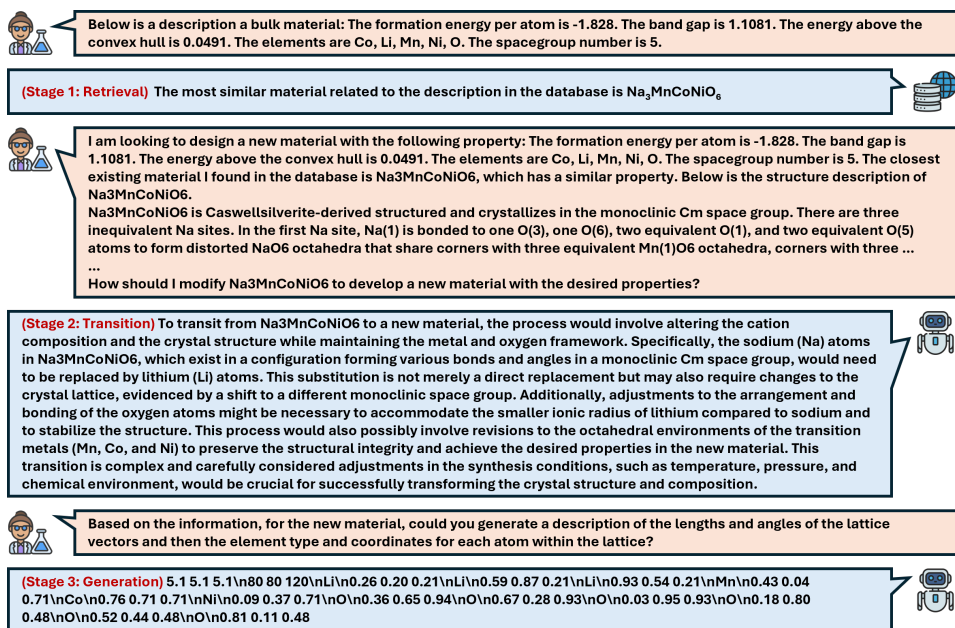 Below is a description a bulk material: The formation energy per atom is -1.828. The band gap is 1.1081. The energy above the
convex hull is 0.0491. The elements are Co, Li, Mn, Ni, O. The spacegroup number is 5.
(Stage 1: Retrieval) The most similar material related to the description in the database is Na₃MnCoNiO₆
I am looking to design a new material with the following property: The formation energy per atom is -1.828. The band gap is
1.1081. The energy above the convex hull is 0.0491. The elements are Co, Li, Mn, Ni, O. The spacegroup number is 5. The closest
existing material I found in the database is Na3MnCoNiO6, which has a similar property. Below is the structure description of
Na3MnCoNiO6.
Na3MnCoNiO6 is Caswellsilverite-derived structured and crystallizes in the monoclinic Cm space group. There are three
inequivalent Na sites. In the first Na site, Na(1) is bonded to one O(3), one O(6), two equivalent O(1), and two equivalent O(5)
atoms to form distorted NaO6 octahedra that share corners with three equivalent Mn(1)O6 octahedra, corners with three ...
...
How should I modify Na3MnCoNiO6 to develop a new material with the desired properties?
(Stage 2: Transition) To transit from Na3MnCoNiO6 to a new material, the process would involve altering the cation
composition and the crystal structure while maintaining the metal and oxygen framework. Specifically, the sodium (Na) atoms
in Na3MnCoNiO6, which exist in a configuration forming various bonds and angles in a monoclinic Cm space group, would need
to be replaced by lithium (Li) atoms. This substitution is not merely a direct replacement but may also require changes to the
crystal lattice, evidenced by a shift to a different monoclinic space group. Additionally, adjustments to the arrangement and
bonding of the oxygen atoms might be necessary to accommodate the smaller ionic radius of lithium compared to sodium and
to stabilize the structure. This process would also possibly involve revisions to the octahedral environments of the transition
metals (Mn, Co, and Ni) to preserve the structural integrity and achieve the desired properties in the new material. This
transition is complex and carefully considered adjustments in the synthesis conditions, such as temperature, pressure, and
chemical environment, would be crucial for successfully transforming the crystal structure and composition.
Based on the information, for the new material, could you generate a description of the lengths and angles of the lattice
vectors and then the element type and coordinates for each atom within the lattice?
(Stage 3: Generation) 5.1 5.1 5.1\n80 80 120\nLi\n0.26 0.20 0.21\nLi\n0.59 0.87 0.21\nLi\n0.93 0.54 0.21\nMn\n0.43 0.04
0.71\nCo\n0.76 0.71 0.71\nNi\n0.09 0.37 0.71\nO\n0.36 0.65 0.94\nO\n0.67 0.28 0.93\nO\n0.03 0.95 0.93\nO\n0.18 0.80
0.48\nO\n0.52 0.44 0.48\nO\n0.81 0.11 0.48